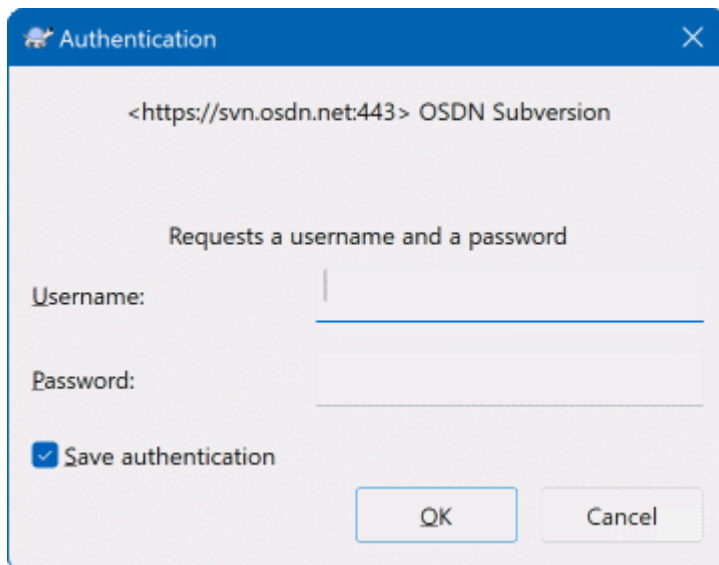 Authentication
<https://svn.osdn.net:443> OSDN Subversion
Requests a username and a password
Username:
Password:
Save authentication
OK Cancel